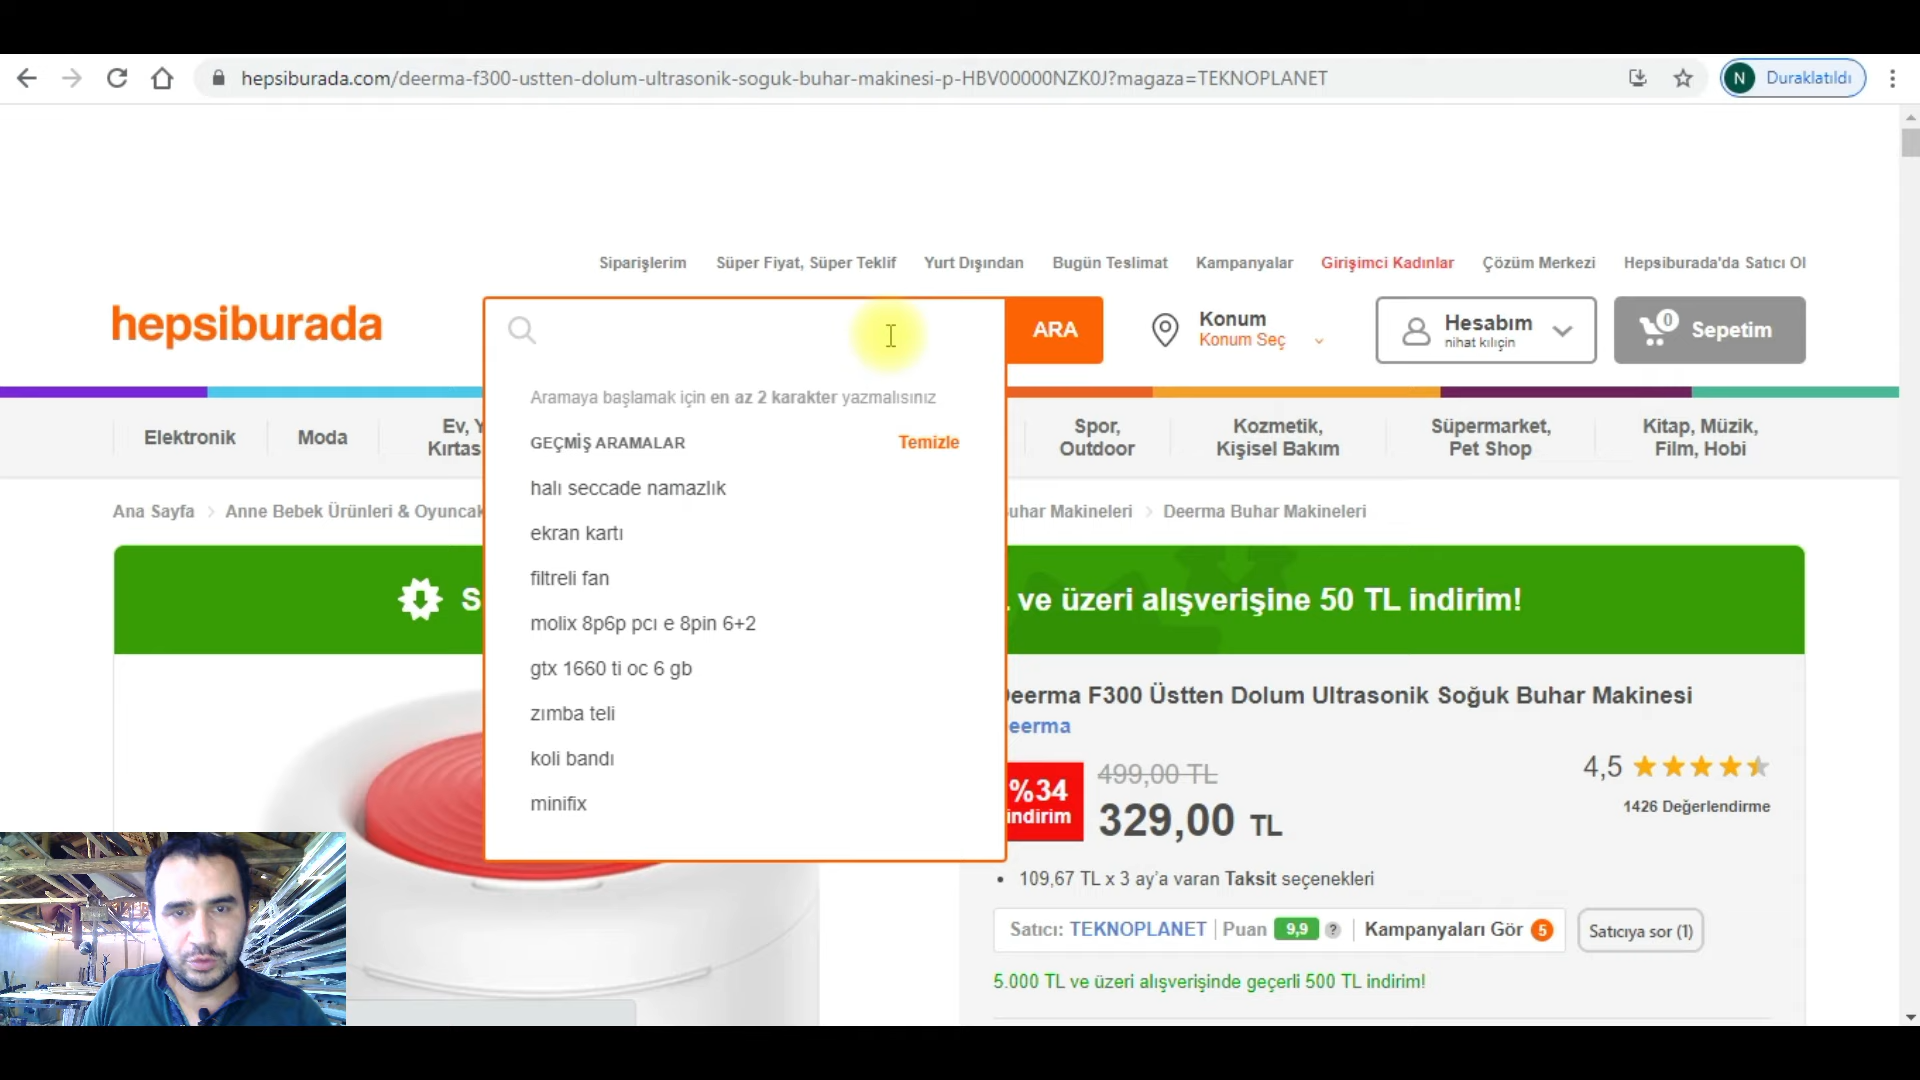 hepsiburada.com/deerma-f300-ustten-dolum-ultrasonik-soguk-buhar-makinesi-p-HBV00000NZK0J?magaza=TEKNOPLANET
N Duraklatıldı
Siparişlerim Süper Fiyat, Süper Teklif Yurt Dışından Bugün Teslimat Kampanyalar Girişimci Kadınlar Çözüm Merkezi Hepsiburada'da Satıcı Ol
hepsiburada
ARA
Konum
Konum Seç
Hesabım
nihat kılıçin
0 Sepetim
Aramaya başlamak için en az 2 karakter yazmalısınız
GEÇMİŞ ARAMALAR Temizle
halı seccade namazlık
ekran kartı
filtreli fan
molix 8p6p pcı e 8pin 6+2
gtx 1660 ti oc 6 gb
zımba teli
koli bandı
minifix
Elektronik
Moda
Ev, Y
Kırtas
Spor,
Outdoor
Kozmetik,
Kişisel Bakım
Süpermarket,
Pet Shop
Kitap, Müzik,
Film, Hobi
Ana Sayfa > Anne Bebek Ürünleri & Oyuncak
uhar Makineleri > Deerma Buhar Makineleri
S
ve üzeri alışverişine 50 TL indirim!
eerma F300 Üstten Dolum Ultrasonik Soğuk Buhar Makinesi
eerma
%34
indirim
499,00 TL
329,00 TL
4,5
1426 Değerlendirme
• 109,67 TL x 3 ay'a varan Taksit seçenekleri
Satıcı: TEKNOPLANET | Puan 9,9 ? | Kampanyaları Gör 5
Satıcıya sor (1)
5.000 TL ve üzeri alışverişinde geçerli 500 TL indirim!